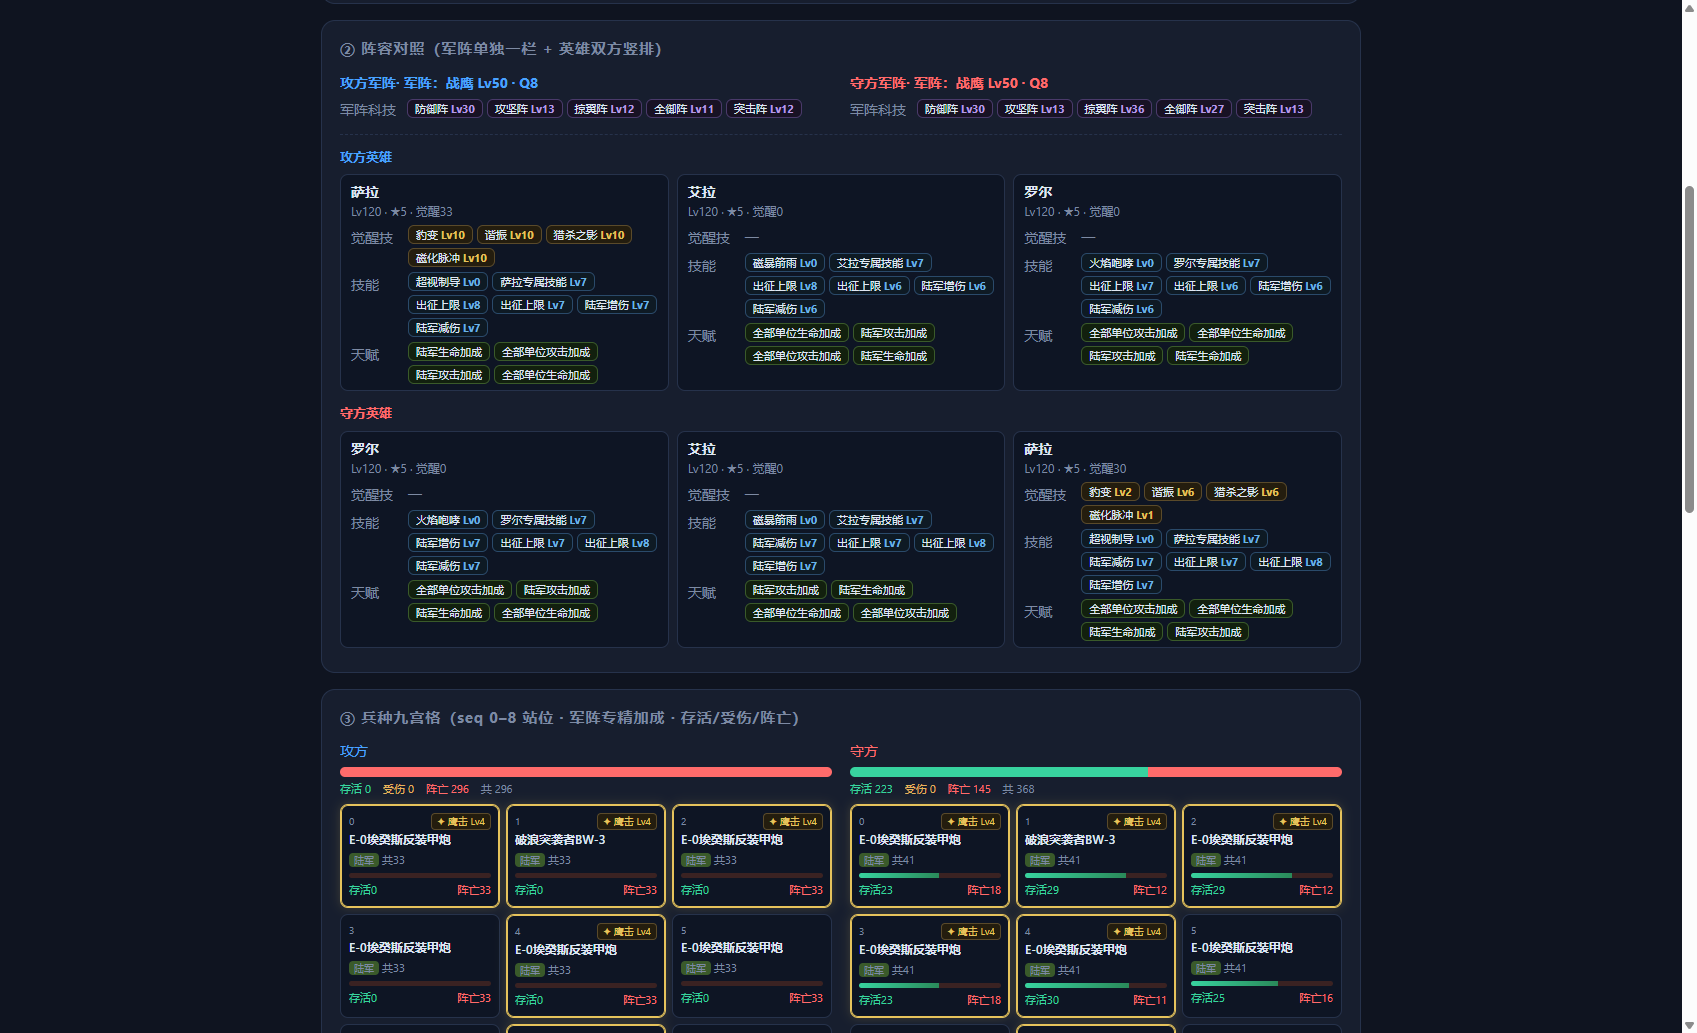 ② 阵容对照（军阵单独一栏 + 英雄双方竖排）
攻方军阵· 军阵：战鹰 Lv50 · Q8
军阵科技 防御阵 Lv30 攻坚阵 Lv13 掠翼阵 Lv12 全御阵 Lv11 突击阵 Lv12
守方军阵· 军阵：战鹰 Lv50 · Q8
军阵科技 防御阵 Lv30 攻坚阵 Lv13 掠翼阵 Lv36 全御阵 Lv27 突击阵 Lv13
攻方英雄
萨拉
Lv120 · ★5 · 觉醒33
觉醒技 豹变 Lv10 谐振 Lv10 猎杀之影 Lv10
磁化脉冲 Lv10
技能 超视制导 Lv0 萨拉专属技能 Lv7
出征上限 Lv8 出征上限 Lv7 陆军增伤 Lv7
陆军减伤 Lv7
天赋 陆军生命加成 全部单位攻击加成
陆军攻击加成 全部单位生命加成
艾拉
Lv120 · ★5 · 觉醒0
觉醒技 —
技能 磁暴箭雨 Lv0 艾拉专属技能 Lv7
出征上限 Lv8 出征上限 Lv6 陆军增伤 Lv6
陆军减伤 Lv6
天赋 全部单位生命加成 陆军攻击加成
全部单位攻击加成 陆军生命加成
罗尔
Lv120 · ★5 · 觉醒0
觉醒技 —
技能 火焰咆哮 Lv0 罗尔专属技能 Lv7
出征上限 Lv7 出征上限 Lv6 陆军增伤 Lv6
陆军减伤 Lv6
天赋 全部单位攻击加成 全部单位生命加成
陆军攻击加成 陆军生命加成
守方英雄
罗尔
Lv120 · ★5 · 觉醒0
觉醒技 —
技能 火焰咆哮 Lv0 罗尔专属技能 Lv7
陆军增伤 Lv7 出征上限 Lv7 出征上限 Lv8
陆军减伤 Lv7
天赋 全部单位攻击加成 陆军攻击加成
陆军生命加成 全部单位生命加成
艾拉
Lv120 · ★5 · 觉醒0
觉醒技 —
技能 磁暴箭雨 Lv0 艾拉专属技能 Lv7
陆军减伤 Lv7 出征上限 Lv7 出征上限 Lv8
陆军增伤 Lv7
天赋 陆军攻击加成 陆军生命加成
全部单位生命加成 全部单位攻击加成
萨拉
Lv120 · ★5 · 觉醒30
觉醒技 豹变 Lv2 谐振 Lv6 猎杀之影 Lv6
磁化脉冲 Lv1
技能 超视制导 Lv0 萨拉专属技能 Lv7
陆军减伤 Lv7 出征上限 Lv7 出征上限 Lv8
陆军增伤 Lv7
天赋 全部单位攻击加成 全部单位生命加成
陆军生命加成 陆军攻击加成
③ 兵种九宫格（seq 0–8 站位 · 军阵专精加成 · 存活/受伤/阵亡）
攻方
存活 0 受伤 0 阵亡 296 共 296
0 ✦ 鹰击 Lv4
E-0埃癸斯反装甲炮
陆军 共33
存活0 阵亡33
1 ✦ 鹰击 Lv4
破浪突袭者BW-3
陆军 共33
存活0 阵亡33
2 ✦ 鹰击 Lv4
E-0埃癸斯反装甲炮
陆军 共33
存活0 阵亡33
3
E-0埃癸斯反装甲炮
陆军 共33
存活0 阵亡33
4 ✦ 鹰击 Lv4
E-0埃癸斯反装甲炮
陆军 共33
存活0 阵亡33
5
E-0埃癸斯反装甲炮
陆军 共33
存活0 阵亡33
守方
存活 223 受伤 0 阵亡 145 共 368
0 ✦ 鹰击 Lv4
E-0埃癸斯反装甲炮
陆军 共41
存活23 阵亡18
1 ✦ 鹰击 Lv4
破浪突袭者BW-3
陆军 共41
存活29 阵亡12
2 ✦ 鹰击 Lv4
E-0埃癸斯反装甲炮
陆军 共41
存活29 阵亡12
3 ✦ 鹰击 Lv4
E-0埃癸斯反装甲炮
陆军 共41
存活23 阵亡18
4 ✦ 鹰击 Lv4
E-0埃癸斯反装甲炮
陆军 共41
存活30 阵亡11
5
E-0埃癸斯反装甲炮
陆军 共41
存活25 阵亡16